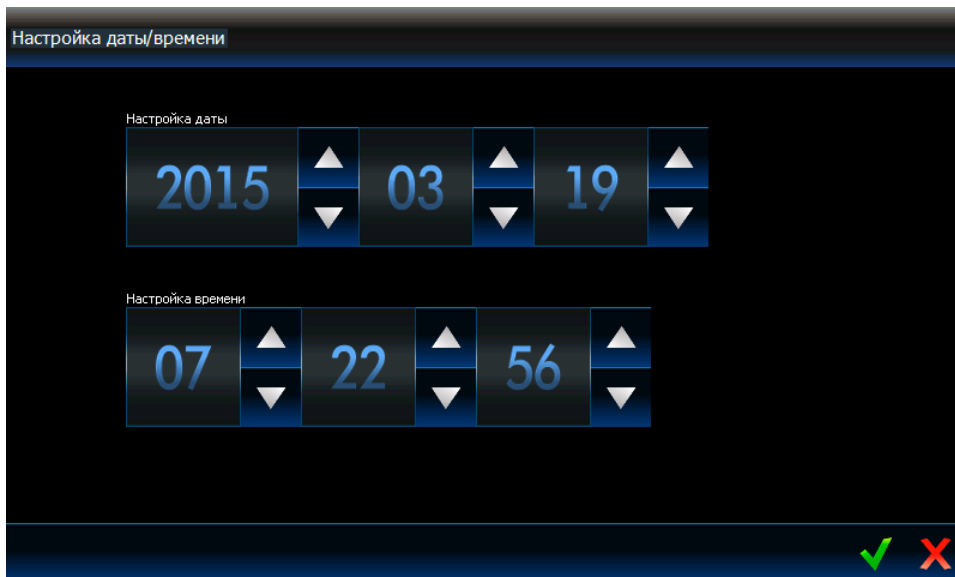 Настройка даты/времени
Настройка даты
2015 03 19
Настройка времени
07 22 56